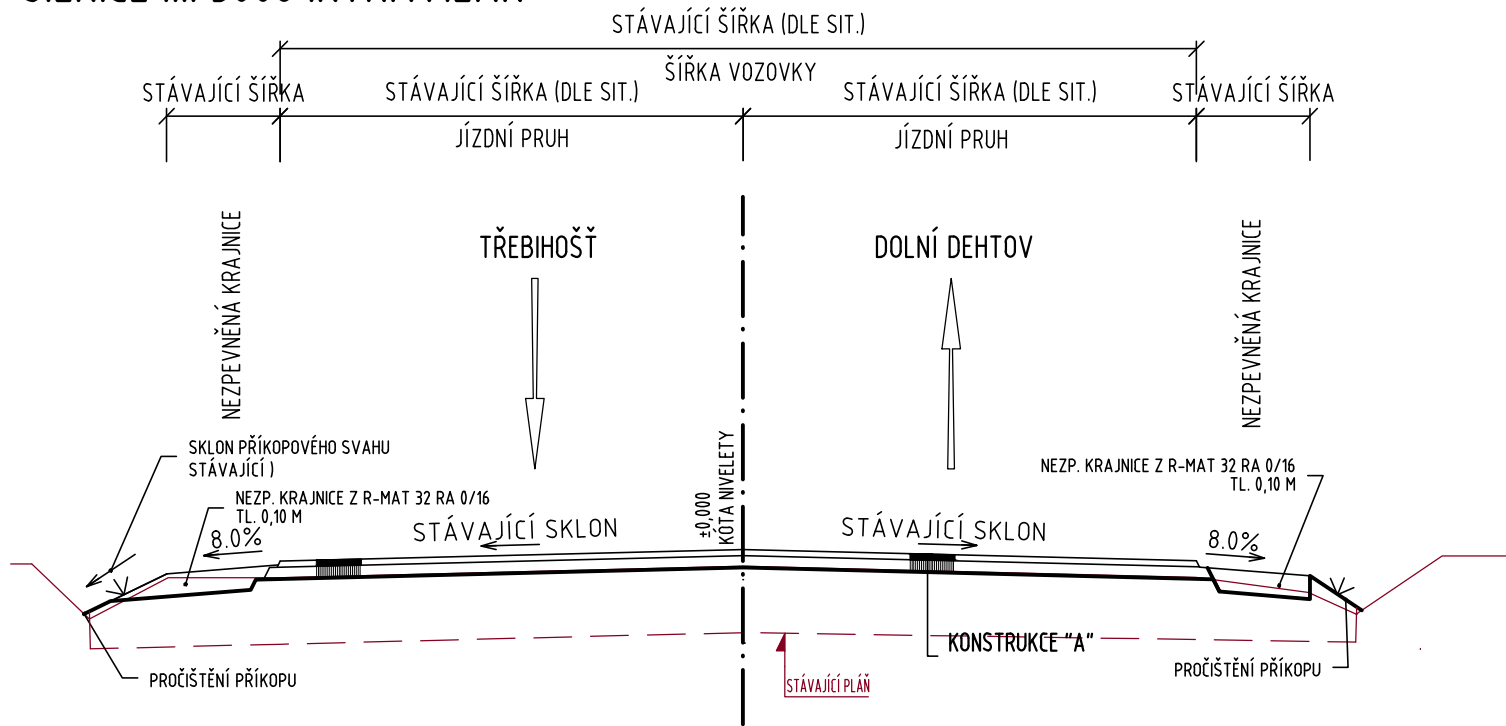 STÁVAJÍCÍ ŠÍŘKA (DLE SIT.)
ŠÍŘKA VOZOVKY
STÁVAJÍCÍ ŠÍŘKA
STÁVAJÍCÍ ŠÍŘKA (DLE SIT.)
STÁVAJÍCÍ ŠÍŘKA (DLE SIT.)
STÁVAJÍCÍ ŠÍŘKA
JÍZDNÍ PRUH
JÍZDNÍ PRUH
NEZPEVNĚNÁ KRAJNICE
TŘEBIHOŠŤ
DOLNÍ DEHTOV
NEZPEVNĚNÁ KRAJNICE
SKLON PŘÍKOPOVÉHO SVAHU
STÁVAJÍCÍ )
NEZP. KRAJNICE Z R-MAT 32 RA 0/16
TL. 0,10 M
±0,000
KÓTA NIVELETY
NEZP. KRAJNICE Z R-MAT 32 RA 0/16
TL. 0,10 M
8.0%
STÁVAJÍCÍ SKLON
STÁVAJÍCÍ SKLON
8.0%
KONSTRUKCE "A"
PROČIŠTĚNÍ PŘÍKOPU
STÁVAJÍCÍ PLÁŇ
PROČIŠTĚNÍ PŘÍKOPU